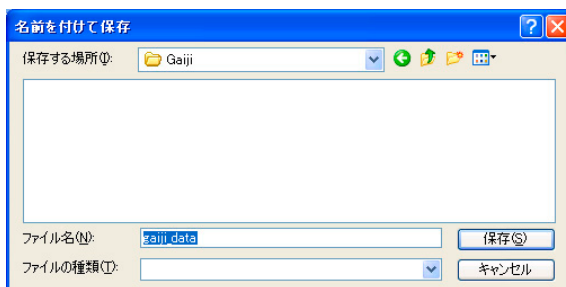 名前を付けて保存
保存する場所(I):
Gaiji
ファイル名(N):
gaiji_data
保存(S)
ファイルの種類(T):
キャンセル